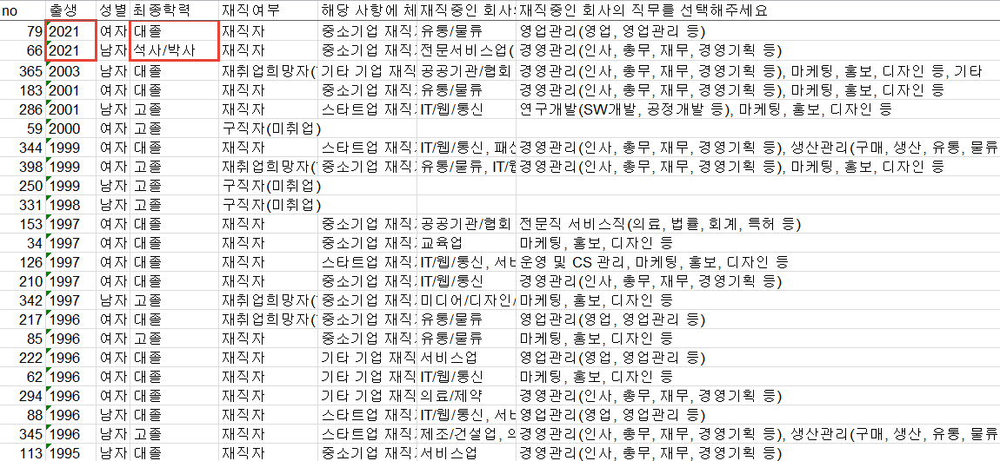 no 출생 성별 최종학력 재직여부 해당 사항에 체 재직중인 회사의 재직중인 회사의 직무를 선택해주세요
79 2021 여자 대졸 재직자 중소기업 재직자 유통/물류 영업관리(영업, 영업관리 등)
66 2021 남자 석사/박사 재직자 중소기업 재직자 전문서비스업( 경영관리(인사, 총무, 재무, 경영기획 등)
365 2003 남자 대졸 재취업희망자( 기타 기업 재직 공공기관/협회 경영관리(인사, 총무, 재무, 경영기획 등), 마케팅, 홍보, 디자인 등, 기타
183 2001 여자 대졸 재직자 중소기업 재직자 유통/물류 경영관리(인사, 총무, 재무, 경영기획 등), 마케팅, 홍보, 디자인 등
286 2001 남자 고졸 재직자 스타트업 재직자 IT/웹/통신 연구개발(SW개발, 공정개발 등), 마케팅, 홍보, 디자인 등
59 2000 여자 고졸 구직자(미취업)
344 1999 여자 대졸 재직자 스타트업 재직자 IT/웹/통신, 패션 경영관리(인사, 총무, 재무, 경영기획 등), 생산관리(구매, 생산, 유통, 물류
398 1999 여자 고졸 재취업희망자( 중소기업 재직자 유통/물류, IT/웹 경영관리(인사, 총무, 재무, 경영기획 등), 마케팅, 홍보, 디자인 등
250 1999 남자 고졸 구직자(미취업)
331 1998 남자 고졸 구직자(미취업)
153 1997 여자 대졸 재직자 중소기업 재직자 공공기관/협회 전문직 서비스직(의료, 법률, 회계, 특허 등)
34 1997 남자 대졸 재직자 중소기업 재직자 교육업 마케팅, 홍보, 디자인 등
126 1997 여자 대졸 재직자 스타트업 재직자 IT/웹/통신, 서비 운영 및 CS 관리, 마케팅, 홍보, 디자인 등
210 1997 여자 대졸 재직자 중소기업 재직자 IT/웹/통신 경영관리(인사, 총무, 재무, 경영기획 등)
342 1997 남자 고졸 재취업희망자( 중소기업 재직자 미디어/디자인/ 마케팅, 홍보, 디자인 등
217 1996 여자 대졸 재취업희망자( 중소기업 재직자 유통/물류 영업관리(영업, 영업관리 등)
85 1996 여자 고졸 재직자 중소기업 재직자 유통/물류 마케팅, 홍보, 디자인 등
222 1996 여자 대졸 재직자 기타 기업 재직 서비스업 영업관리(영업, 영업관리 등)
62 1996 여자 대졸 재직자 기타 기업 재직 IT/웹/통신 마케팅, 홍보, 디자인 등
294 1996 여자 대졸 재직자 기타 기업 재직 의료/제약 경영관리(인사, 총무, 재무, 경영기획 등)
88 1996 남자 대졸 재직자 스타트업 재직자 IT/웹/통신, 서비 영업관리(영업, 영업관리 등)
345 1996 남자 고졸 재직자 스타트업 재직자 제조/건설업, 의 경영관리(인사, 총무, 재무, 경영기획 등), 생산관리(구매, 생산, 유통, 물류
113 1995 남자 대졸 재직자 중소기업 재직자 서비스업 경영관리(인사, 총무, 재무, 경영기획 등)